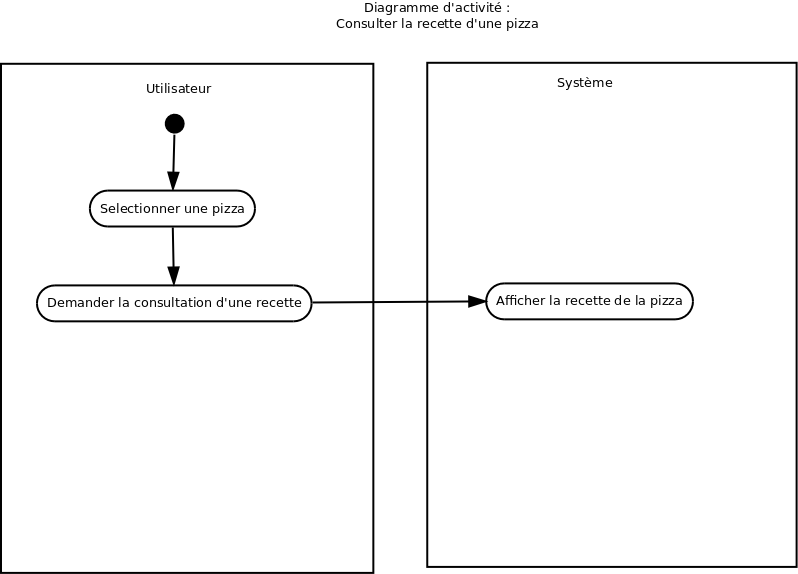 Diagramme d'activité :
Consulter la recette d'une pizza
Utilisateur
Système
Selectionner une pizza
Demander la consultation d'une recette
Afficher la recette de la pizza